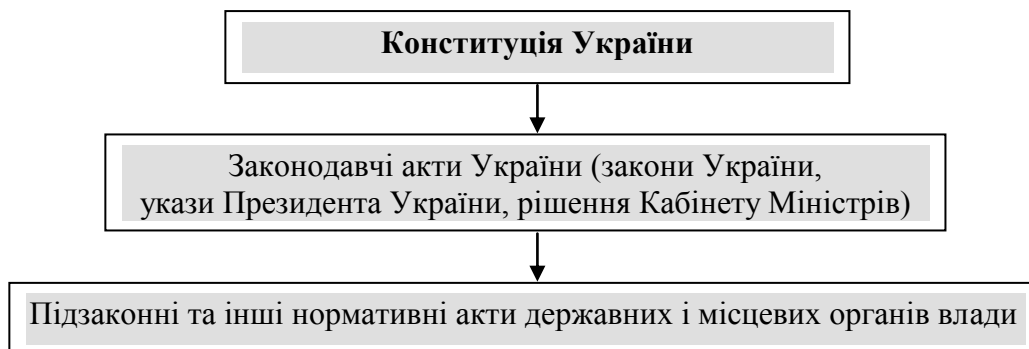 Конституція України
Законодавчі акти України (закони України,
укази Президента України, рішення Кабінету Міністрів)
Підзаконні та інші нормативні акти державних і місцевих органів влади